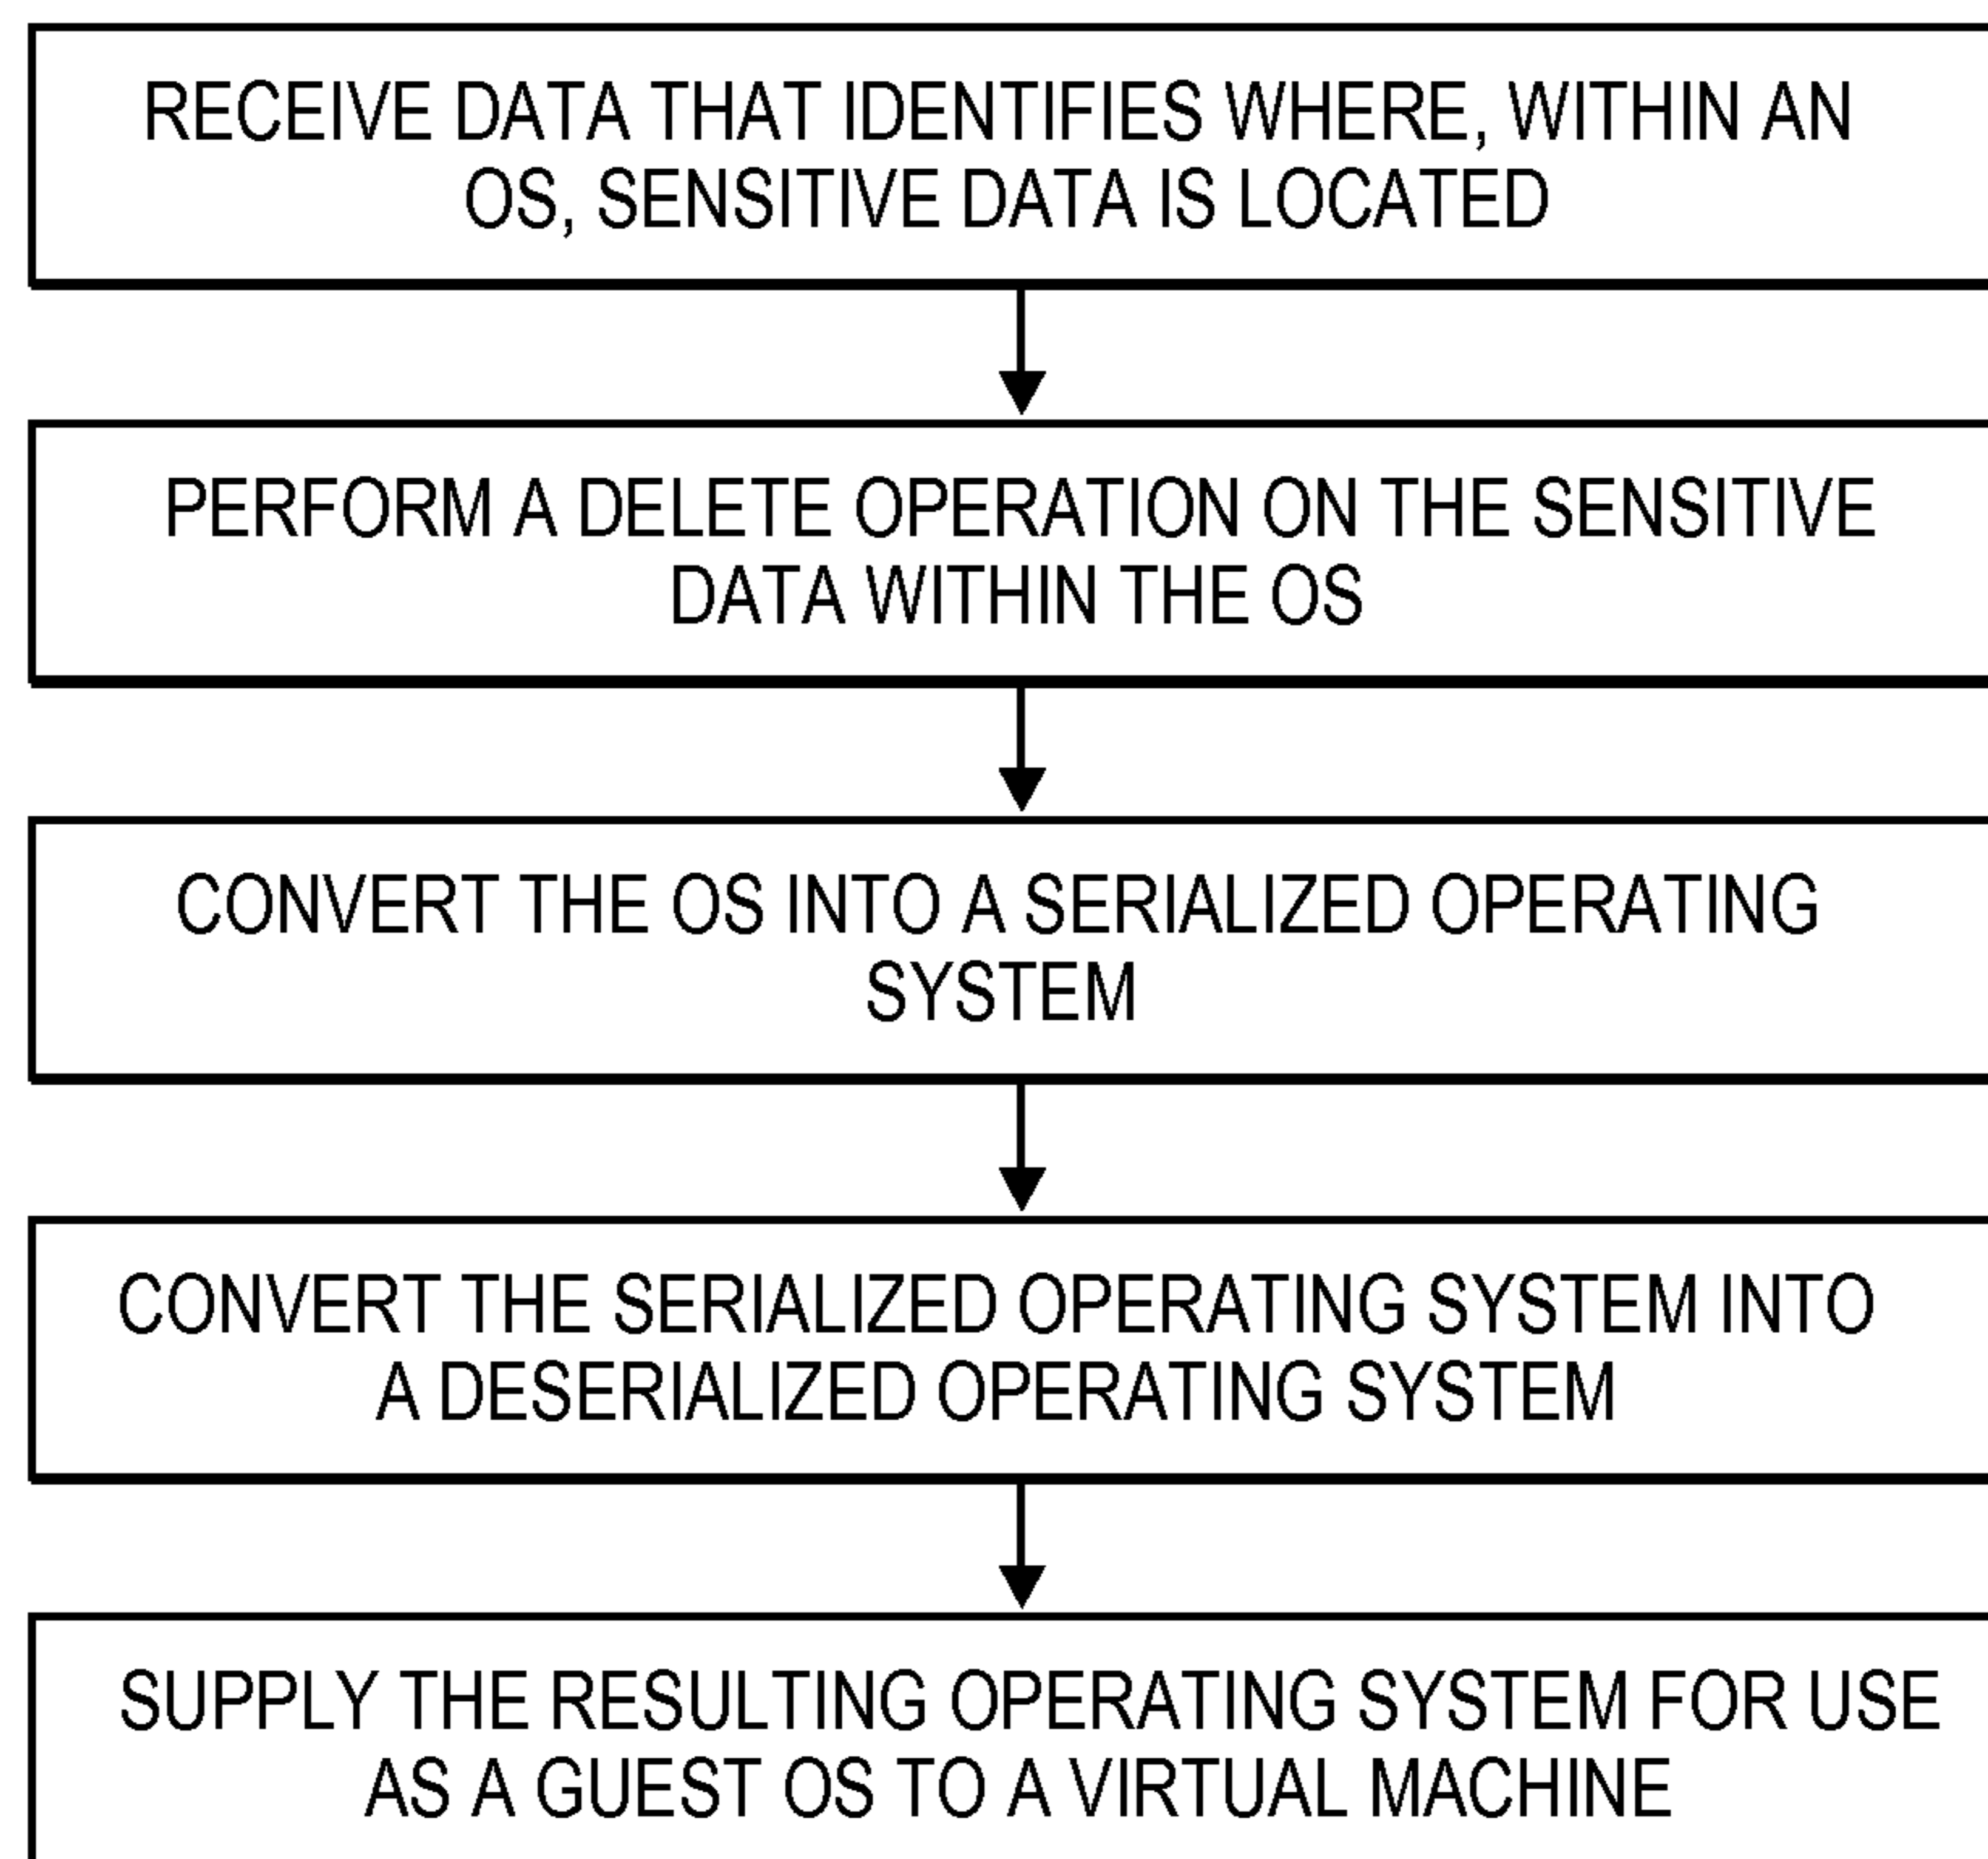 RECEIVE DATA THAT IDENTIFIES WHERE, WITHIN AN
OS, SENSITIVE DATA IS LOCATED
PERFORM A DELETE OPERATION ON THE SENSITIVE
DATA WITHIN THE OS
CONVERT THE OS INTO A SERIALIZED OPERATING
SYSTEM
CONVERT THE SERIALIZED OPERATING SYSTEM INTO
A DESERIALIZED OPERATING SYSTEM
SUPPLY THE RESULTING OPERATING SYSTEM FOR USE
AS A GUEST OS TO A VIRTUAL MACHINE